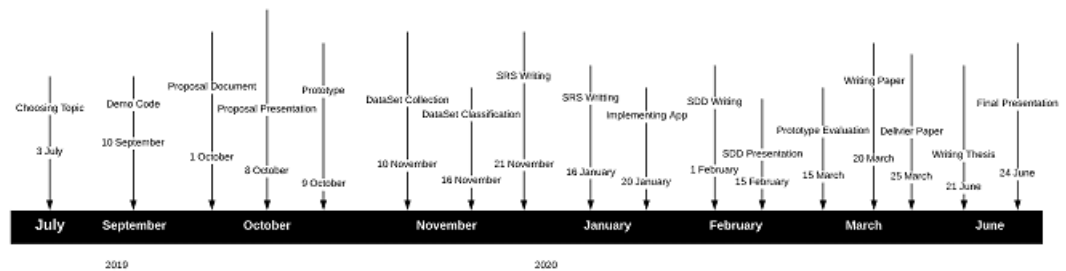 Choosing Topic
3 July
Demo Code
10 September
Proposal Document
1 October
Proposal Presentation
8 October
Prototype
9 October
DataSet Collection
10 November
DataSet Classification
16 November
SRS Writing
21 November
SRS Writting
16 January
Implementing App
20 January
SDD Writing
1 February
SDD Presentation
15 February
Prototype Evaluation
15 March
Writing Paper
20 March
Delivier Paper
25 March
Writing Thesis
21 June
Final Presentation
24 June
July September October November January February March June
2019 2020